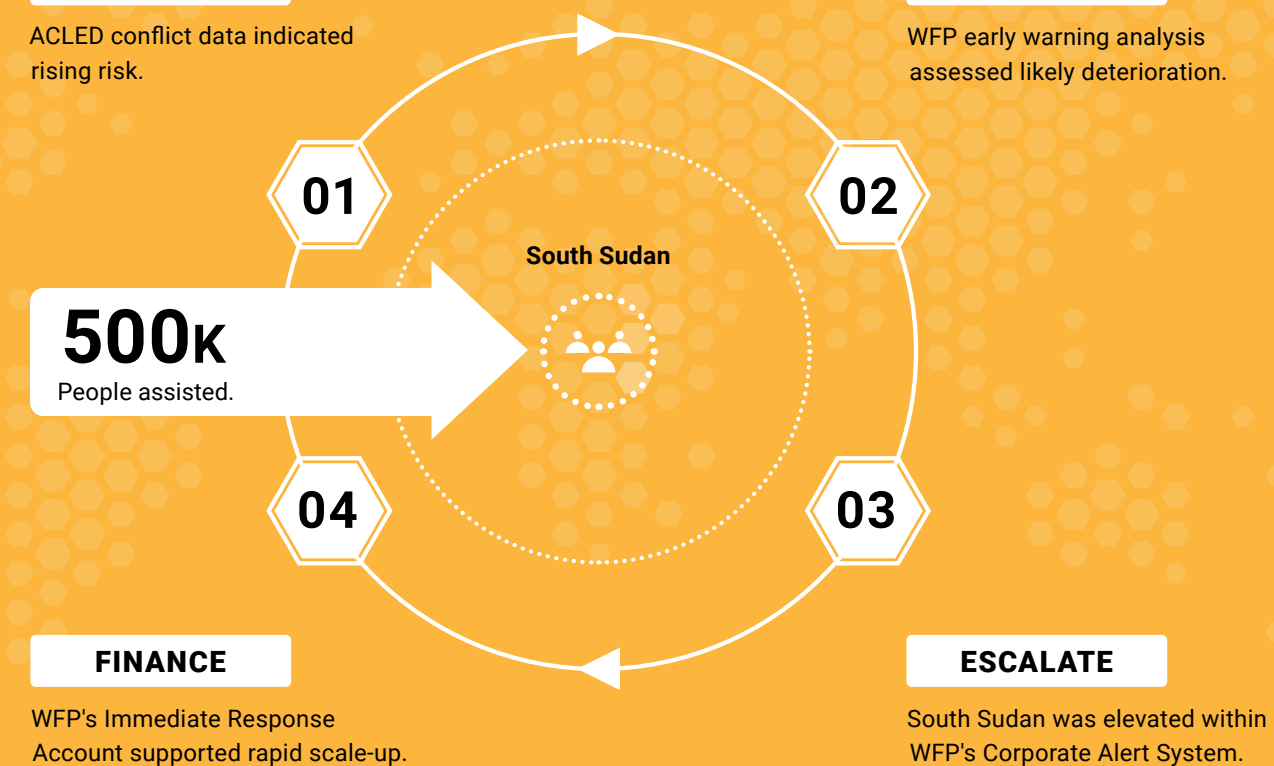 ACLED conflict data indicated
rising risk.
WFP early warning analysis
assessed likely deterioration.
01
02
South Sudan
500K
People assisted.
04
03
FINANCE
WFP's Immediate Response
Account supported rapid scale-up.
ESCALATE
South Sudan was elevated within
WFP's Corporate Alert System.